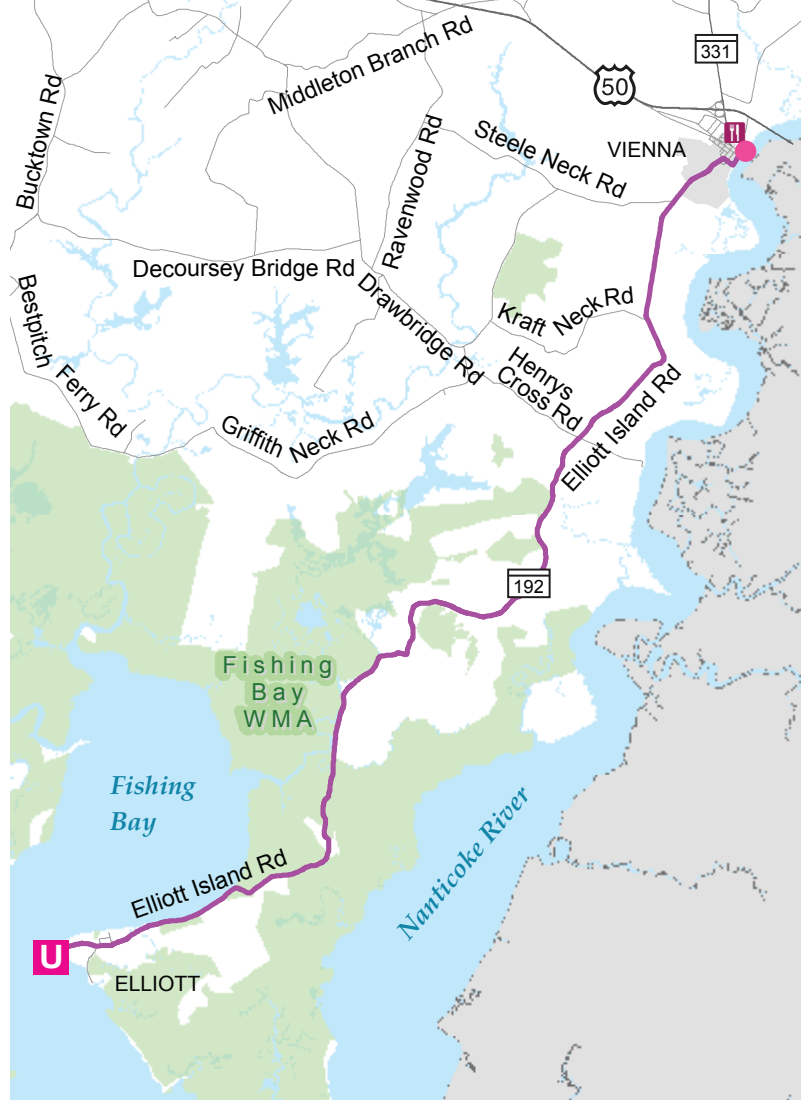 Middleton Branch Rd
331
50
Bucktown Rd
Steele Neck Rd
VIENNA
Ravenwood Rd
Decoursey Bridge Rd
Bestpitch Ferry Rd
Drawbridge Rd
Kraft Neck Rd
Henrys
Cross Rd
Elliott Island Rd
Griffith Neck Rd
192
Fishing
Bay
WMA
Fishing
Bay
Nanticoke River
Elliott Island Rd
U
ELLIOTT